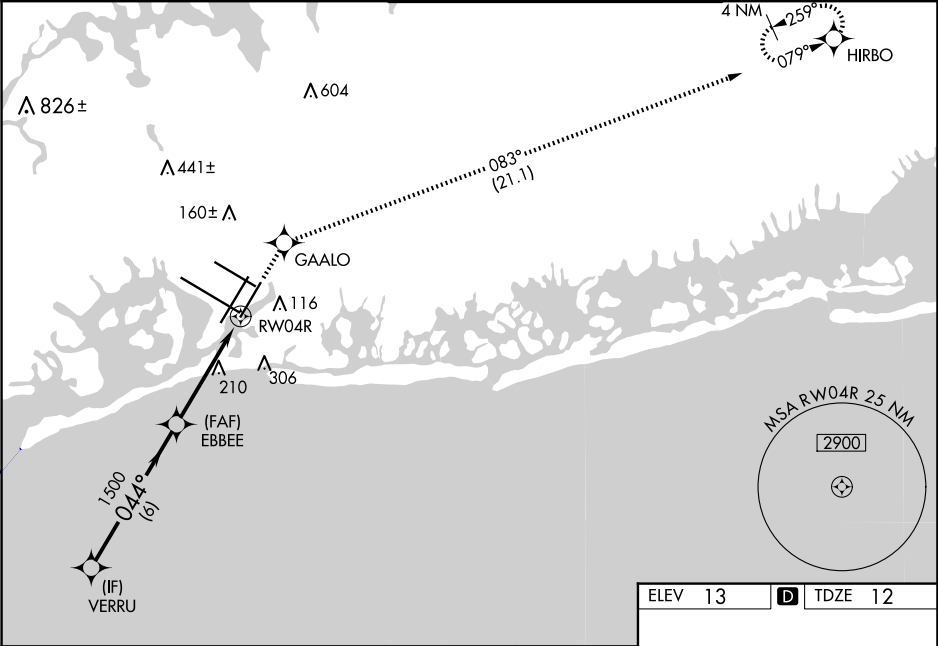 4 NM
259°
079°
HIRBO
604
826±
441±
083°
(21.1)
160±
GAALO
116
RW04R
306
210
(FAF)
EBBEE
MSA RW04R 25 NM
2900
1500
044°
(6)
(IF)
VERRU
ELEV 13 D TDZE 12